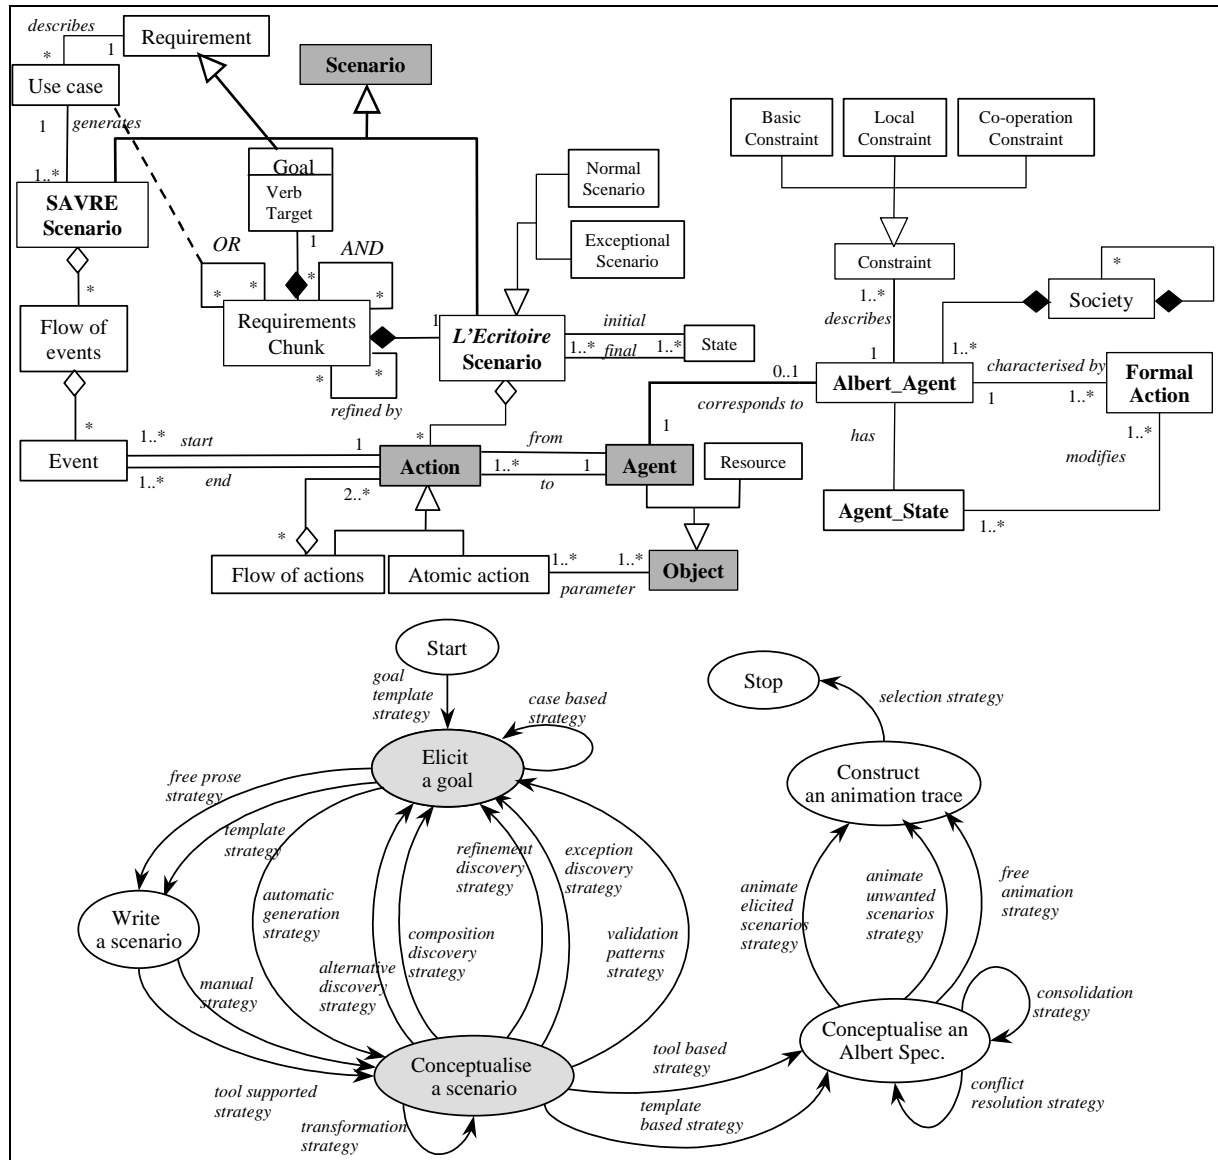 describes
Requirement
*
1
Scenario
Use case
1
generates
1..*
SAVRE
Scenario
Goal
Verb
Target
1
OR
AND
*
*
*
*
*
Requirements
Chunk
*
*
refined by
Normal
Scenario
Exceptional
Scenario
1
L'Ecritoire
Scenario
initial
1..*
1..*
final
State
Basic
Constraint
Local
Constraint
Co-operation
Constraint
Constraint
1..*
describes
1
*
Society
1..*
0..1
Albert_Agent
characterised by
1
1..*
Formal
Action
corresponds to
has
1..*
modifies
Agent_State
1..*
*
Flow of
events
*
Event
1..*
start
1
1..*
end
*
Action
from
1..*
1
to
1
Agent
Resource
2..*
*
Flow of actions
Atomic action
1..*
1..*
parameter
Object
Start
goal
template
strategy
case based
strategy
Elicit
a goal
free prose
strategy
template
strategy
automatic
generation
strategy
Write
a scenario
manual
strategy
alternative
discovery
strategy
composition
discovery
strategy
refinement
discovery
strategy
exception
discovery
strategy
validation
patterns
strategy
Conceptualise
a scenario
tool supported
strategy
transformation
strategy
tool based
strategy
template
based strategy
Stop
selection strategy
Construct
an animation trace
animate
elicited
scenarios
strategy
animate
unwanted
scenarios
strategy
free
animation
strategy
consolidation
strategy
Conceptualise an
Albert Spec.
conflict
resolution strategy